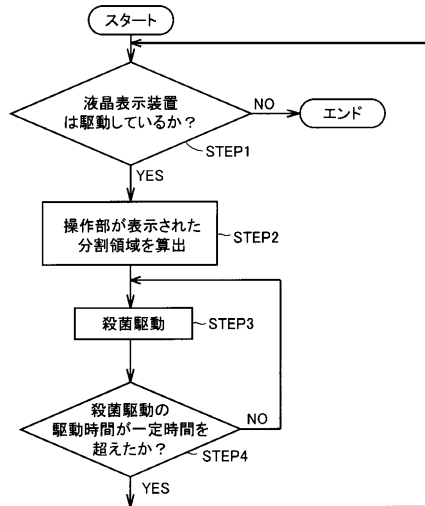 スタート
液晶表示装置
は駆動しているか？
NO
エンド
STEP1
YES
操作部が表示された
分割領域を算出
STEP2
殺菌駆動
STEP3
殺菌駆動の
駆動時間が一定時間を
超えたか？
NO
STEP4
YES